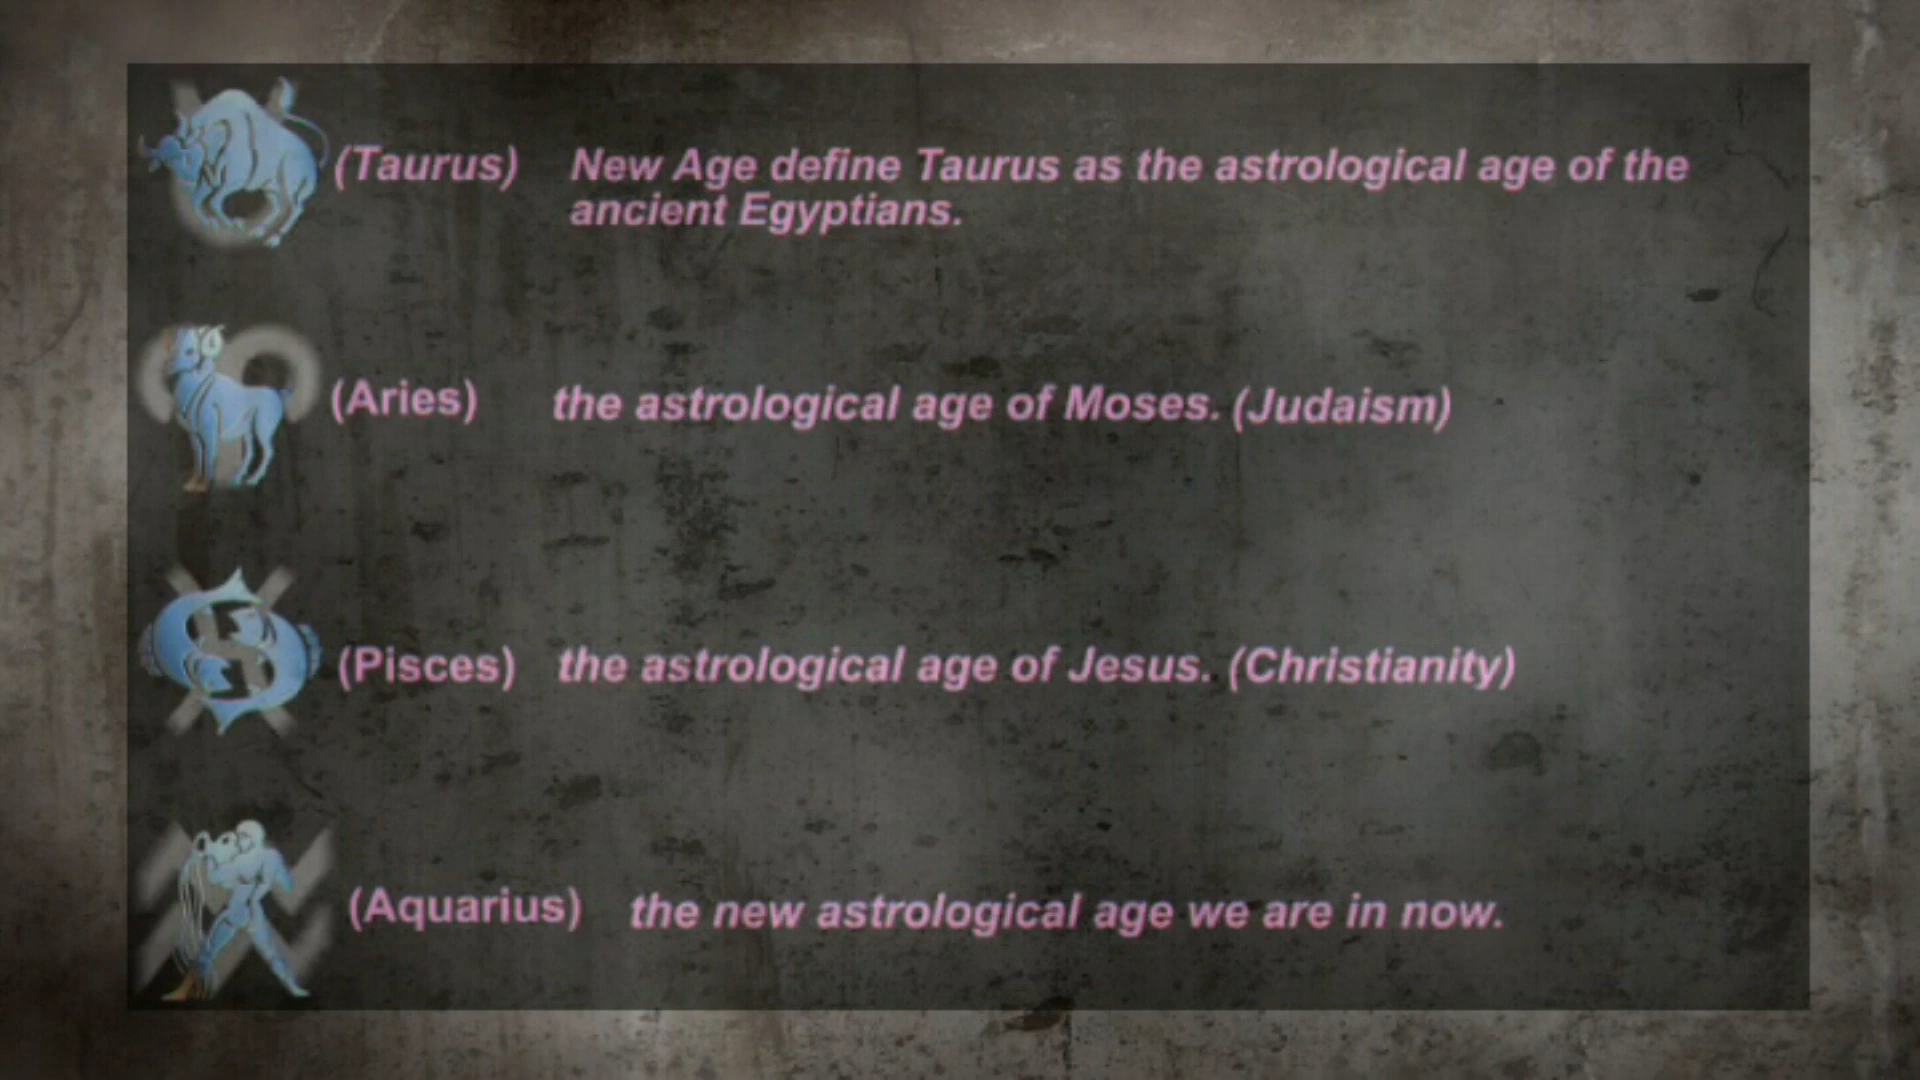 (Taurus) New Age define Taurus as the astrological age of the
ancient Egyptians.
(Aries) the astrological age of Moses. (Judaism)
(Pisces) the astrological age of Jesus. (Christianity)
(Aquarius) the new astrological age we are in now.